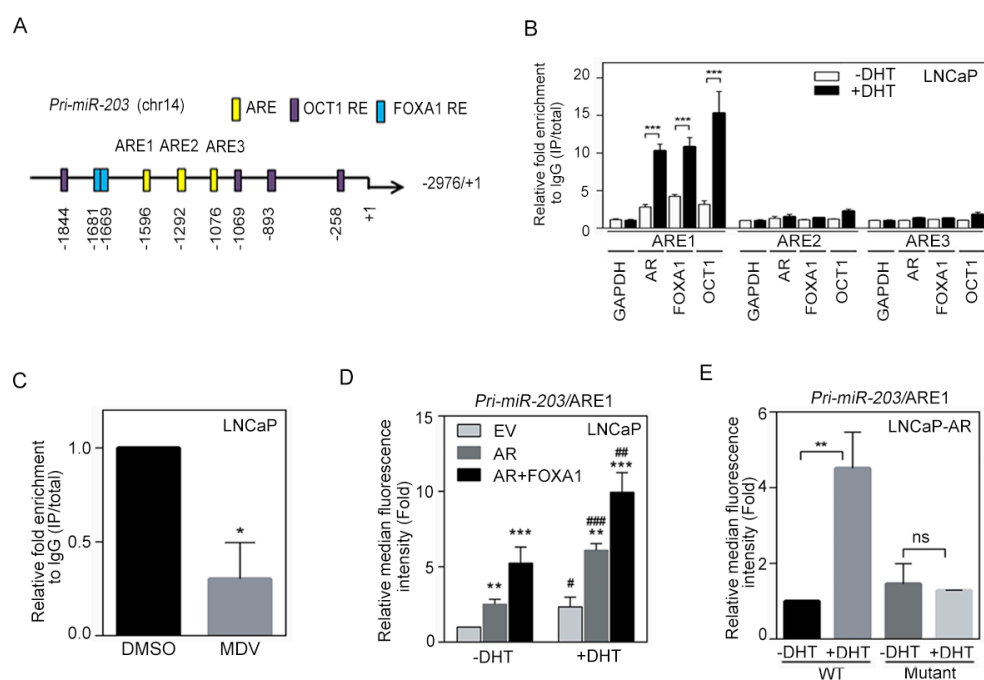 A
Pri-miR-203 (chr14)
ARE
OCT1 RE
FOXA1 RE
ARE1 ARE2 ARE3
-2976/+1
-1844 -1681 -1669 -1596 -1292 -1076 -1069 -893 -258 +1
B
Relative fold enrichment
to IgG (IP/total)
20
15
10
5
0
-DHT
+DHT
LNCaP
*** *** ***
ARE1 ARE2 ARE3
GAPDH AR FOXA1 OCT1 GAPDH AR FOXA1 OCT1 GAPDH AR FOXA1 OCT1
C
Relative fold enrichment
to IgG (IP/total)
LNCaP
1.0
0.5
0.0
*
DMSO MDV
D
Pri-miR-203/ARE1
Relative median fluorescence
intensity (Fold)
15
10
5
0
LNCaP
EV
AR
AR+FOXA1
** *** # ### ** ## ***
-DHT +DHT
E
Pri-miR-203/ARE1
Relative median fluorescence
intensity (Fold)
6
4
2
0
LNCaP-AR
**
ns
-DHT +DHT -DHT +DHT
WT Mutant